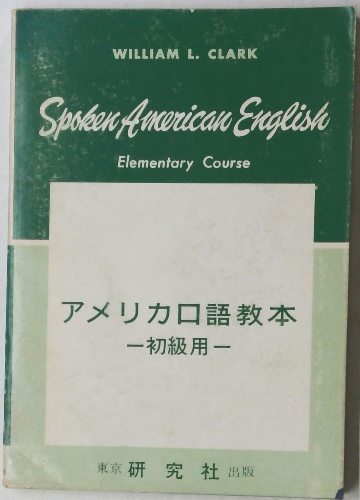 WILLIAM L. CLARK
Spoken American English
Elementary Course
アメリカ口語教本
ー初級用ー
東京 研究社 出版